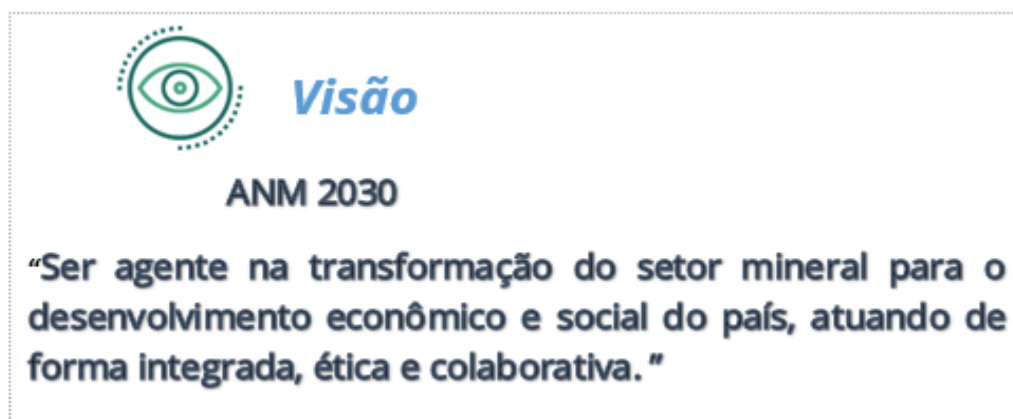 Visão
ANM 2030
“Ser agente na transformação do setor mineral para o
desenvolvimento econômico e social do país, atuando de
forma integrada, ética e colaborativa. ”